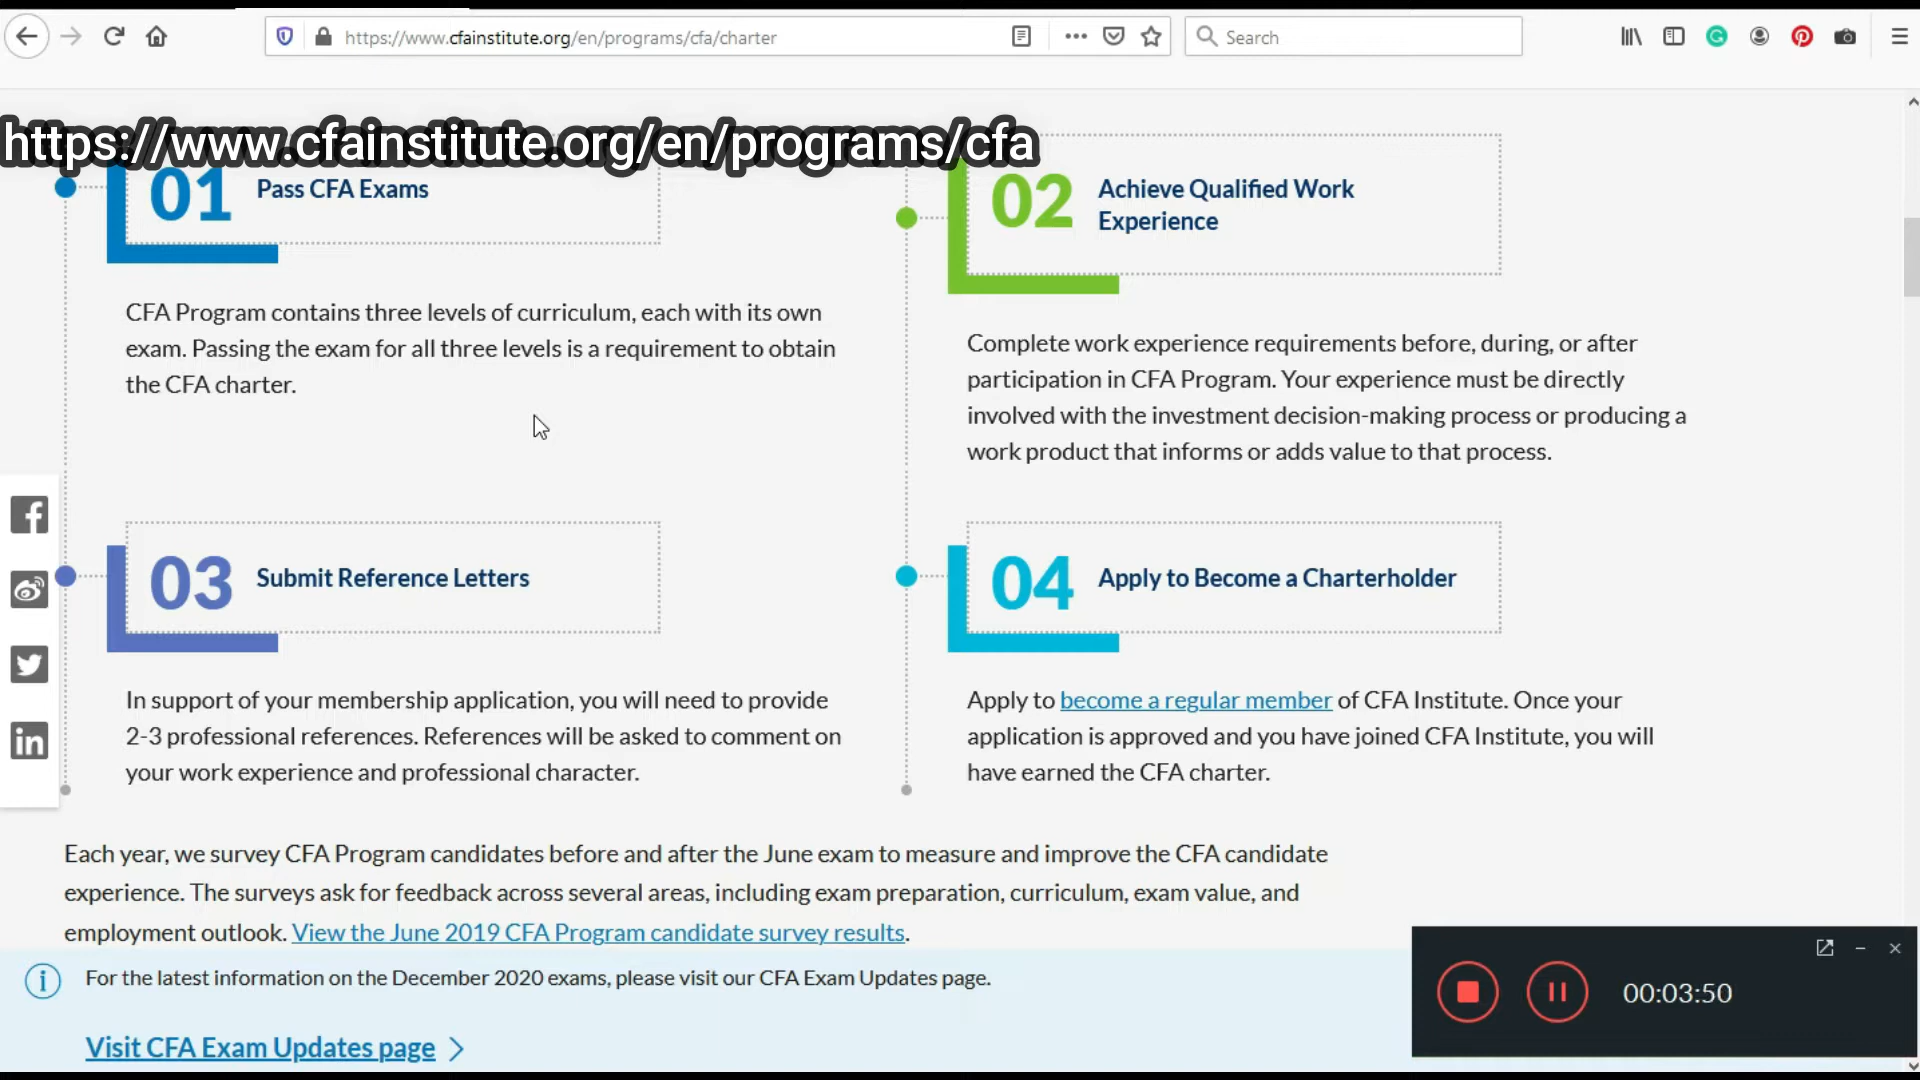 https://www.cfainstitute.org/en/programs/cfa/charter
Search
https://www.cfainstitute.org/en/programs/cfa
01 Pass CFA Exams
CFA Program contains three levels of curriculum, each with its own
exam. Passing the exam for all three levels is a requirement to obtain
the CFA charter.
02 Achieve Qualified Work
Experience
Complete work experience requirements before, during, or after
participation in CFA Program. Your experience must be directly
involved with the investment decision-making process or producing a
work product that informs or adds value to that process.
03 Submit Reference Letters
In support of your membership application, you will need to provide
2-3 professional references. References will be asked to comment on
your work experience and professional character.
04 Apply to Become a Charterholder
Apply to become a regular member of CFA Institute. Once your
application is approved and you have joined CFA Institute, you will
have earned the CFA charter.
Each year, we survey CFA Program candidates before and after the June exam to measure and improve the CFA candidate
experience. The surveys ask for feedback across several areas, including exam preparation, curriculum, exam value, and
employment outlook. View the June 2019 CFA Program candidate survey results.
For the latest information on the December 2020 exams, please visit our CFA Exam Updates page.
Visit CFA Exam Updates page
00:03:50